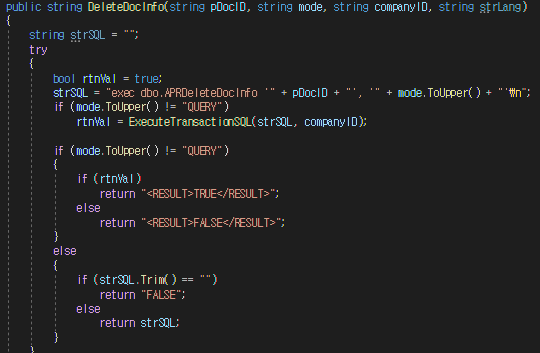 public string DeleteDocInfo(string pDocID, string mode, string companyID, string strLang)
{
string strSQL = "";
try
{
bool rtnVal = true;
strSQL = "exec dbo.APRDeleteDocInfo '" + pDocID + "', '" + mode.ToUpper() + "'₩n";
if (mode.ToUpper() != "QUERY")
rtnVal = ExecuteTransactionSQL(strSQL, companyID);
if (mode.ToUpper() != "QUERY")
{
if (rtnVal)
return "<RESULT>TRUE</RESULT>";
else
return "<RESULT>FALSE</RESULT>";
}
else
{
if (strSQL.Trim() == "")
return "FALSE";
else
return strSQL;
}
}